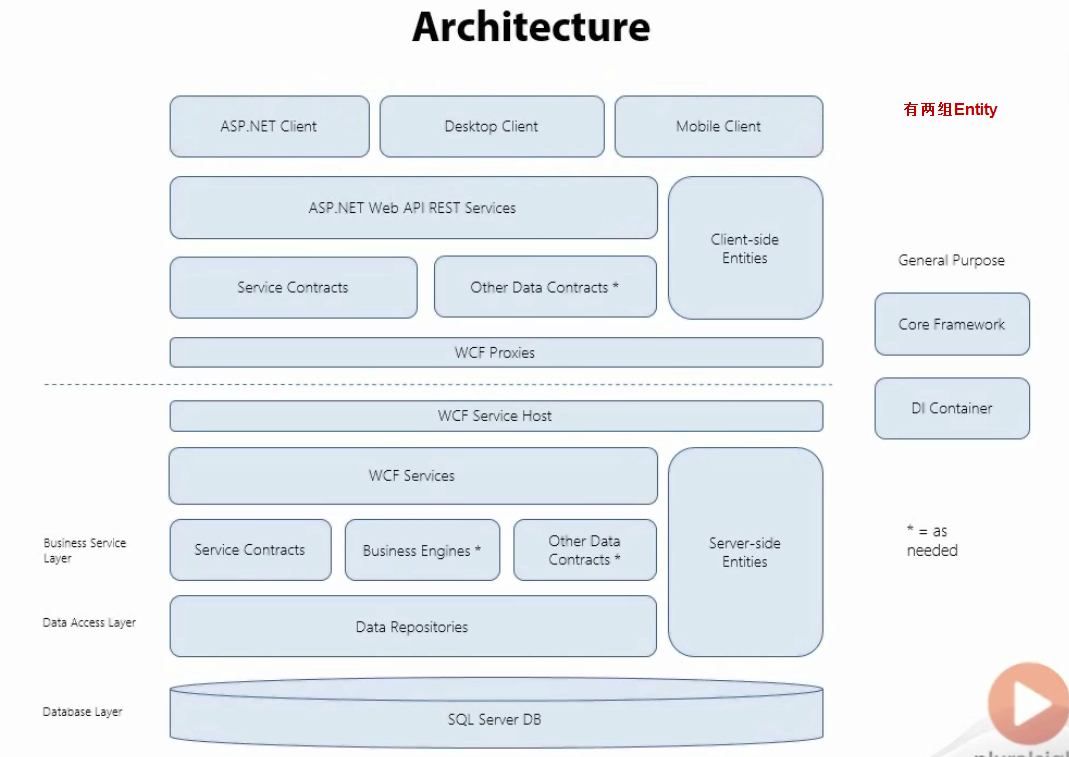 Architecture
ASP.NET Client
Desktop Client
Mobile Client
有两组Entity
ASP.NET Web API REST Services
Client-side
Entities
General Purpose
Service Contracts
Other Data Contracts *
Core Framework
WCF Proxies
DI Container
WCF Service Host
WCF Services
Business Service
Layer
Service Contracts
Business Engines *
Other Data
Contracts *
Server-side
Entities
* = as
needed
Data Access Layer
Data Repositories
Database Layer
SQL Server DB